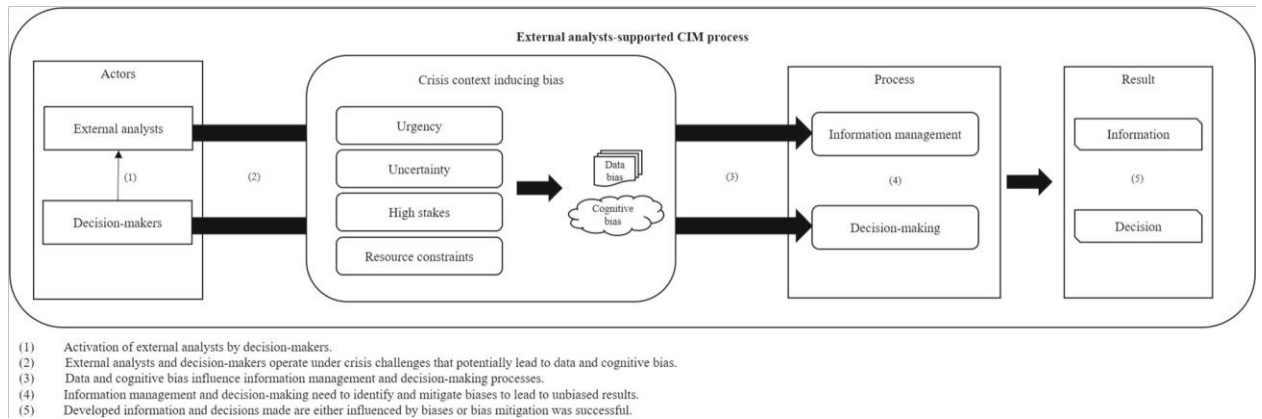 External analysts-supported CIM process
Actors
External analysts
(1)
Decision-makers
(2)
Crisis context inducing bias
Urgency
Uncertainty
High stakes
Resource constraints
Data
bias
Cognitive
bias
(3)
Process
Information management
(4)
Decision-making
Result
Information
(5)
Decision
(1) Activation of external analysts by decision-makers.
(2) External analysts and decision-makers operate under crisis challenges that potentially lead to data and cognitive bias.
(3) Data and cognitive bias influence information management and decision-making processes.
(4) Information management and decision-making need to identify and mitigate biases to lead to unbiased results.
(5) Developed information and decisions made are either influenced by biases or bias mitigation was successful.